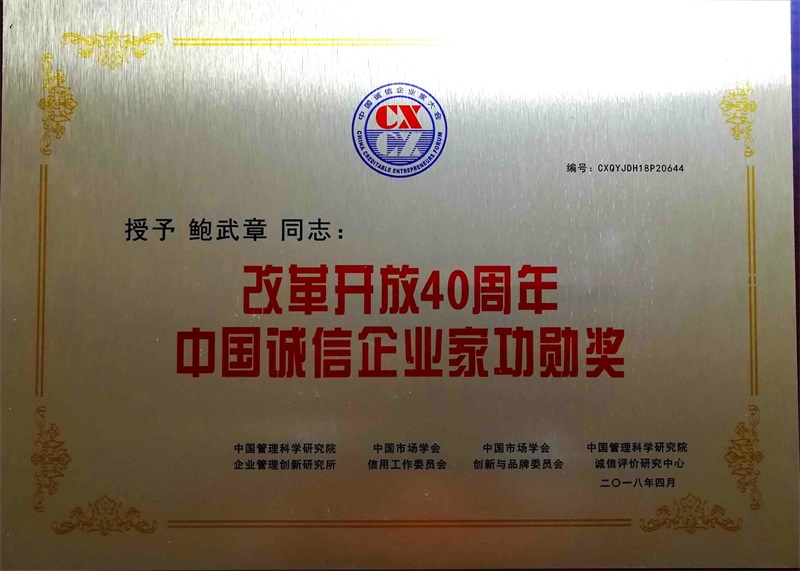 中国诚信企业家大会
CX
CHINA CREDITABLE ENTREPRENEURS FORUM
编号：CXQYJDH18P20644
授予 鲍武章 同志：
改革开放40周年
中国诚信企业家功勋奖
中国管理科学研究院 中国市场学会 中国市场学会 中国管理科学研究院
企业管理创新研究所 信用工作委员会 创新与品牌委员会 诚信评价研究中心
二〇一八年四月